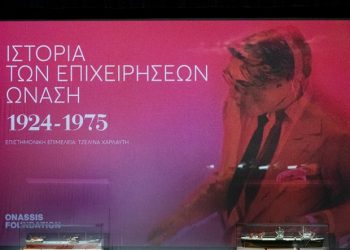 ΙΣΤΟΡΙΑ
ΤΩΝ ΕΠΙΧΕΙΡΗΣΕΩΝ
ΩΝΑΣΗ
1924-1975
ΕΠΙΣΤΗΜΟΝΙΚΗ ΕΠΙΜΕΛΕΙΑ: ΤΖΕΛΙΝΑ ΧΑΡΛΑΥΤΗ
ONASSIS
FOUNDATION